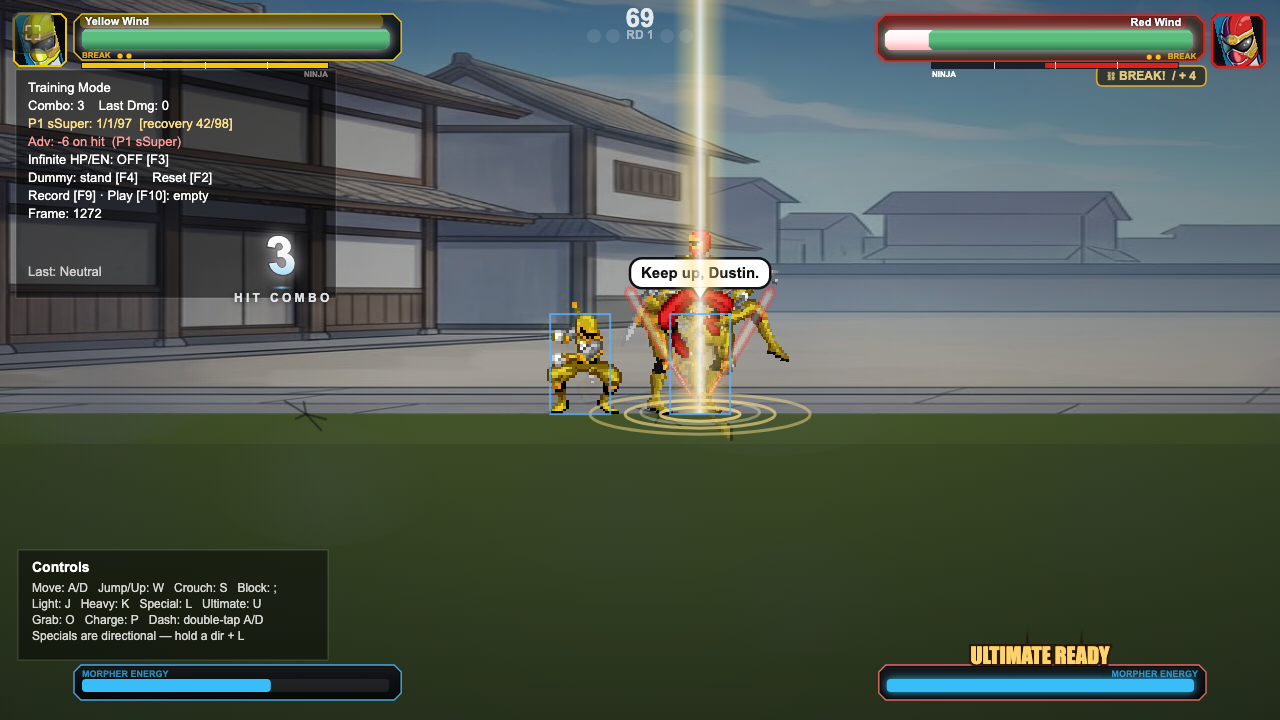 Yellow Wind
BREAK
NINJA
69
RD 1
Red Wind
BREAK
NINJA
BREAK! / + 4
Training Mode
Combo: 3 Last Dmg: 0
P1 sSuper: 1/1/97 [recovery 42/98]
Adv: -6 on hit (P1 sSuper)
Infinite HP/EN: OFF [F3]
Dummy: stand [F4] Reset [F2]
Record [F9] · Play [F10]: empty
Frame: 1272
Last: Neutral
3
HIT COMBO
Keep up, Dustin.
Controls
Move: A/D Jump/Up: W Crouch: S Block: ;
Light: J Heavy: K Special: L Ultimate: U
Grab: O Charge: P Dash: double-tap A/D
Specials are directional — hold a dir + L
MORPHER ENERGY
ULTIMATE READY
MORPHER ENERGY